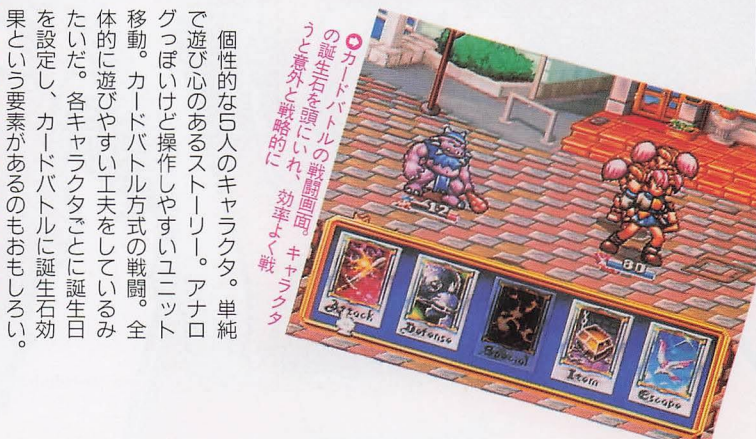 個性的な5人のキャラクタ。単純
で遊び心のあるストーリー。アナロ
グっぽいけど操作しやすいユニット
移動。カードバトル方式の戦闘。全
体的に遊びやすい工夫をしているみ
たいだ。各キャラクタごとに誕生日
を設定し、カードバトルに誕生石効
果という要素があるのもおもしろい。
カードバトルの戦闘画面。キャラクタ
の誕生石を頭にいれ、効率よく戦
うと意外と戦略的に
80
Attack
Defense
Special
Item
Escape